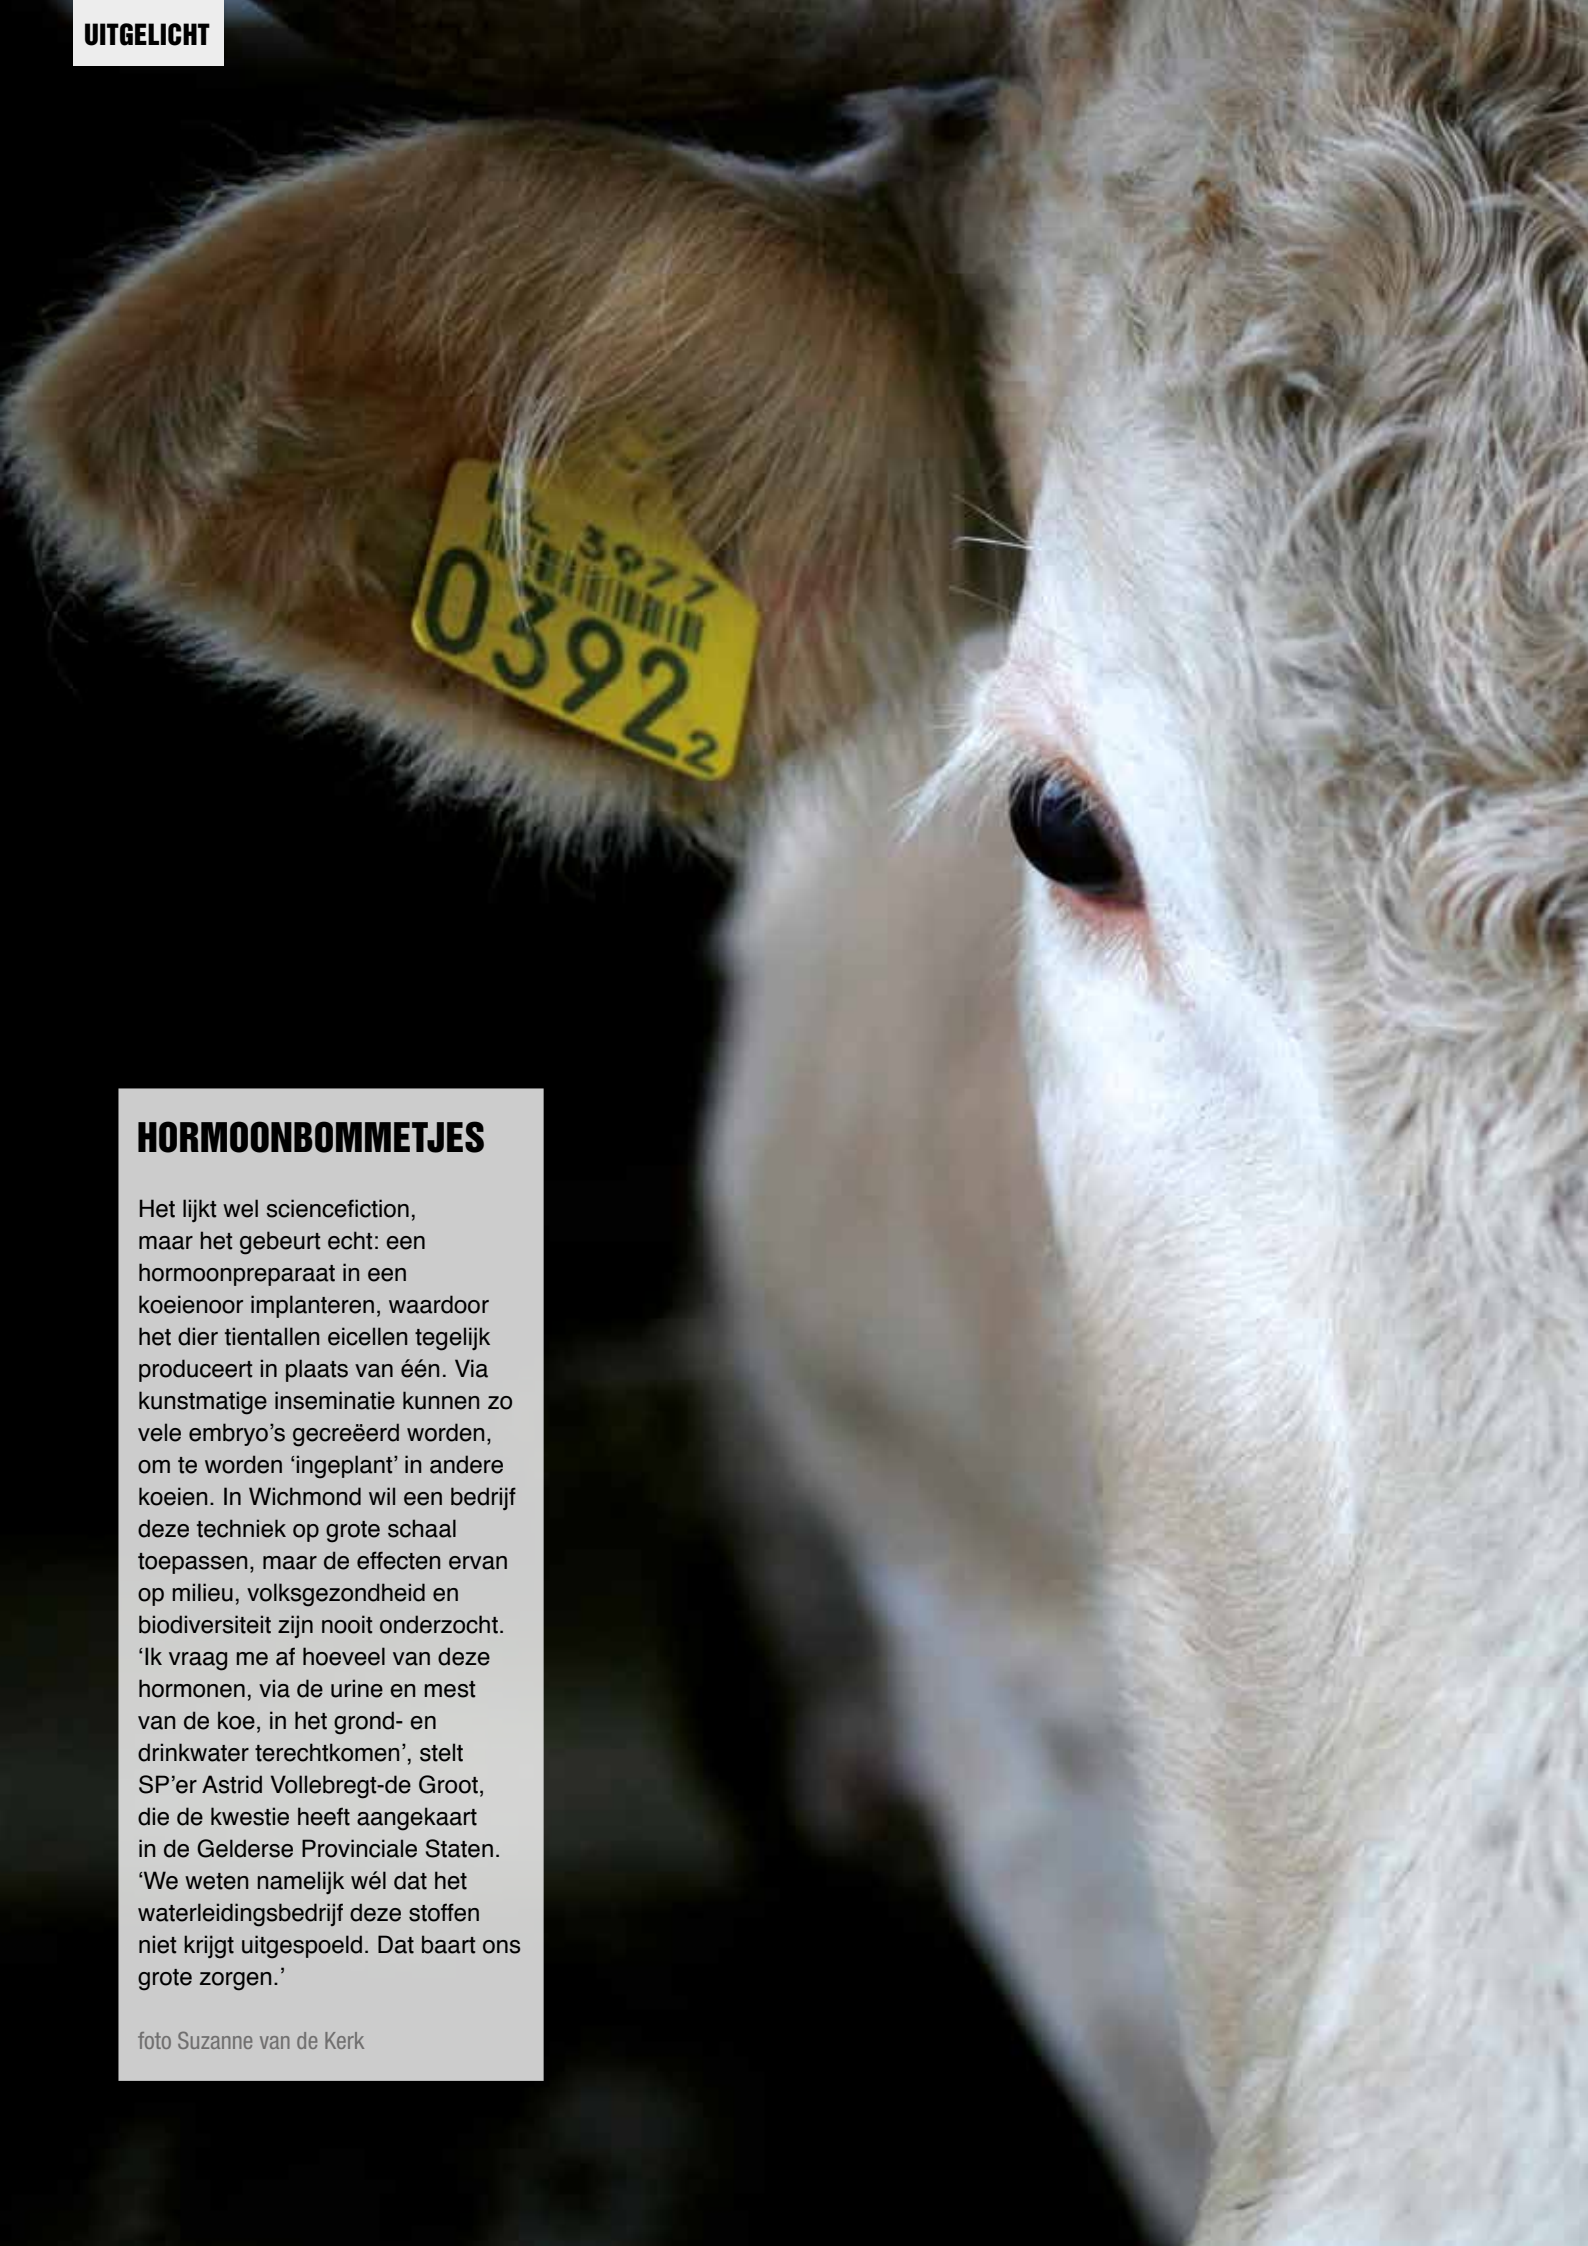 UITGELICHT
3977
0392 2
HORMOONBOMMETJES
Het lijkt wel sciencefiction,
maar het gebeurt echt: een
hormoonpreparaat in een
koeienoor implanteren, waardoor
het dier tientallen eicellen tegelijk
produceert in plaats van één. Via
kunstmatige inseminatie kunnen zo
vele embryo’s gecreëerd worden,
om te worden ‘ingeplant’ in andere
koeien. In Wichmond wil een bedrijf
deze techniek op grote schaal
toepassen, maar de effecten ervan
op milieu, volksgezondheid en
biodiversiteit zijn nooit onderzocht.
‘Ik vraag me af hoeveel van deze
hormonen, via de urine en mest
van de koe, in het grond- en
drinkwater terechtkomen’, stelt
SP’er Astrid Vollebregt-de Groot,
die de kwestie heeft aangekaart
in de Gelderse Provinciale Staten.
‘We weten namelijk wél dat het
waterleidingsbedrijf deze stoffen
niet krijgt uitgespoeld. Dat baart ons
grote zorgen.’
foto Suzanne van de Kerk